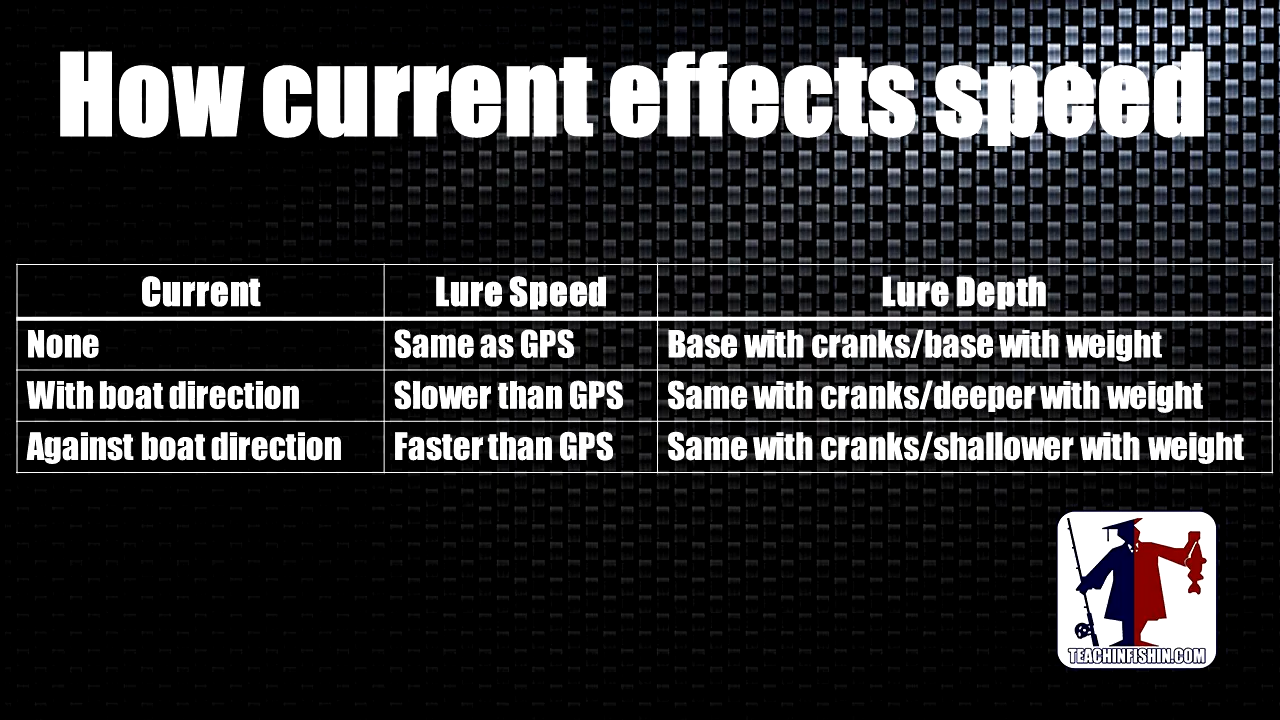 How current effects speed
Current Lure Speed Lure Depth
None Same as GPS Base with cranks/base with weight
With boat direction Slower than GPS Same with cranks/deeper with weight
Against boat direction Faster than GPS Same with cranks/shallower with weight
TEACHINFISHIN.COM